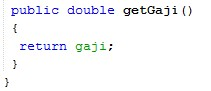 public double getGaji()
{
return gaji;
}
}